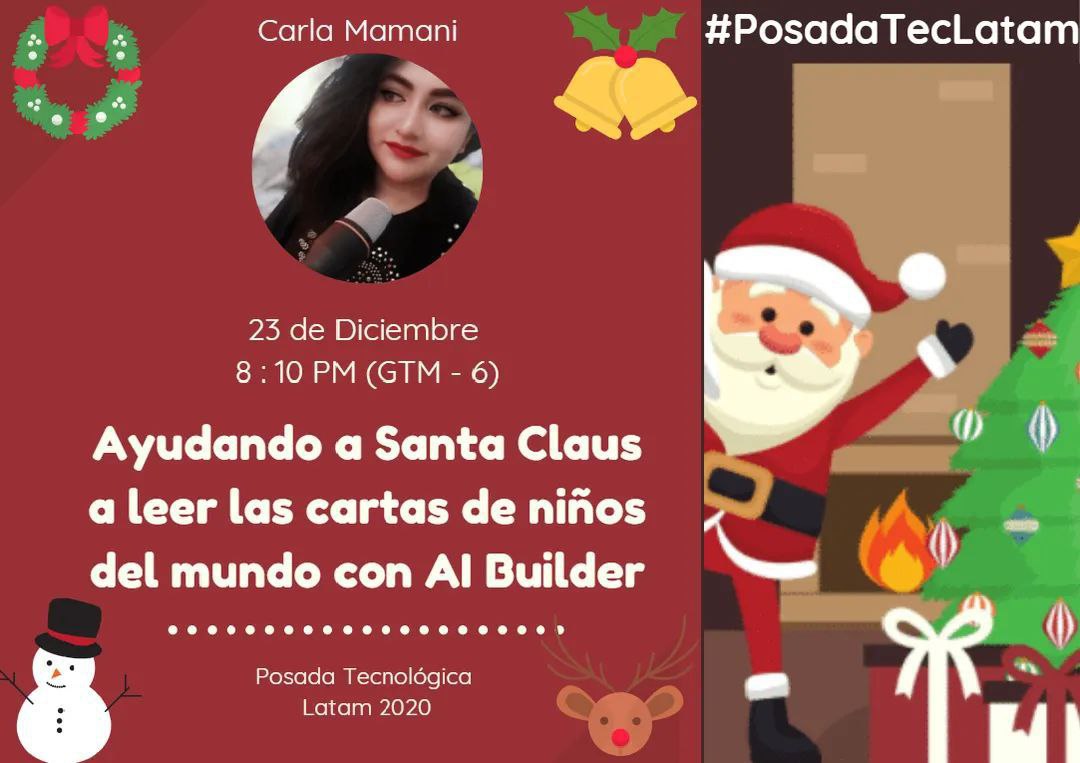 Carla Mamani
#PosadaTecLatam
23 de Diciembre
8 : 10 PM (GTM - 6)
Ayudando a Santa Claus
a leer las cartas de niños
del mundo con AI Builder
Posada Tecnológica
Latam 2020